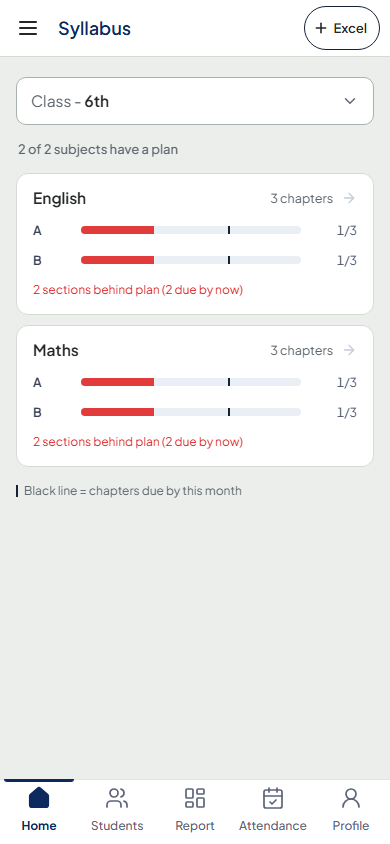 Syllabus
+ Excel
Class - 6th
2 of 2 subjects have a plan
English
3 chapters
A
1/3
B
1/3
2 sections behind plan (2 due by now)
Maths
3 chapters
A
1/3
B
1/3
2 sections behind plan (2 due by now)
Black line = chapters due by this month
Home
Students
Report
Attendance
Profile